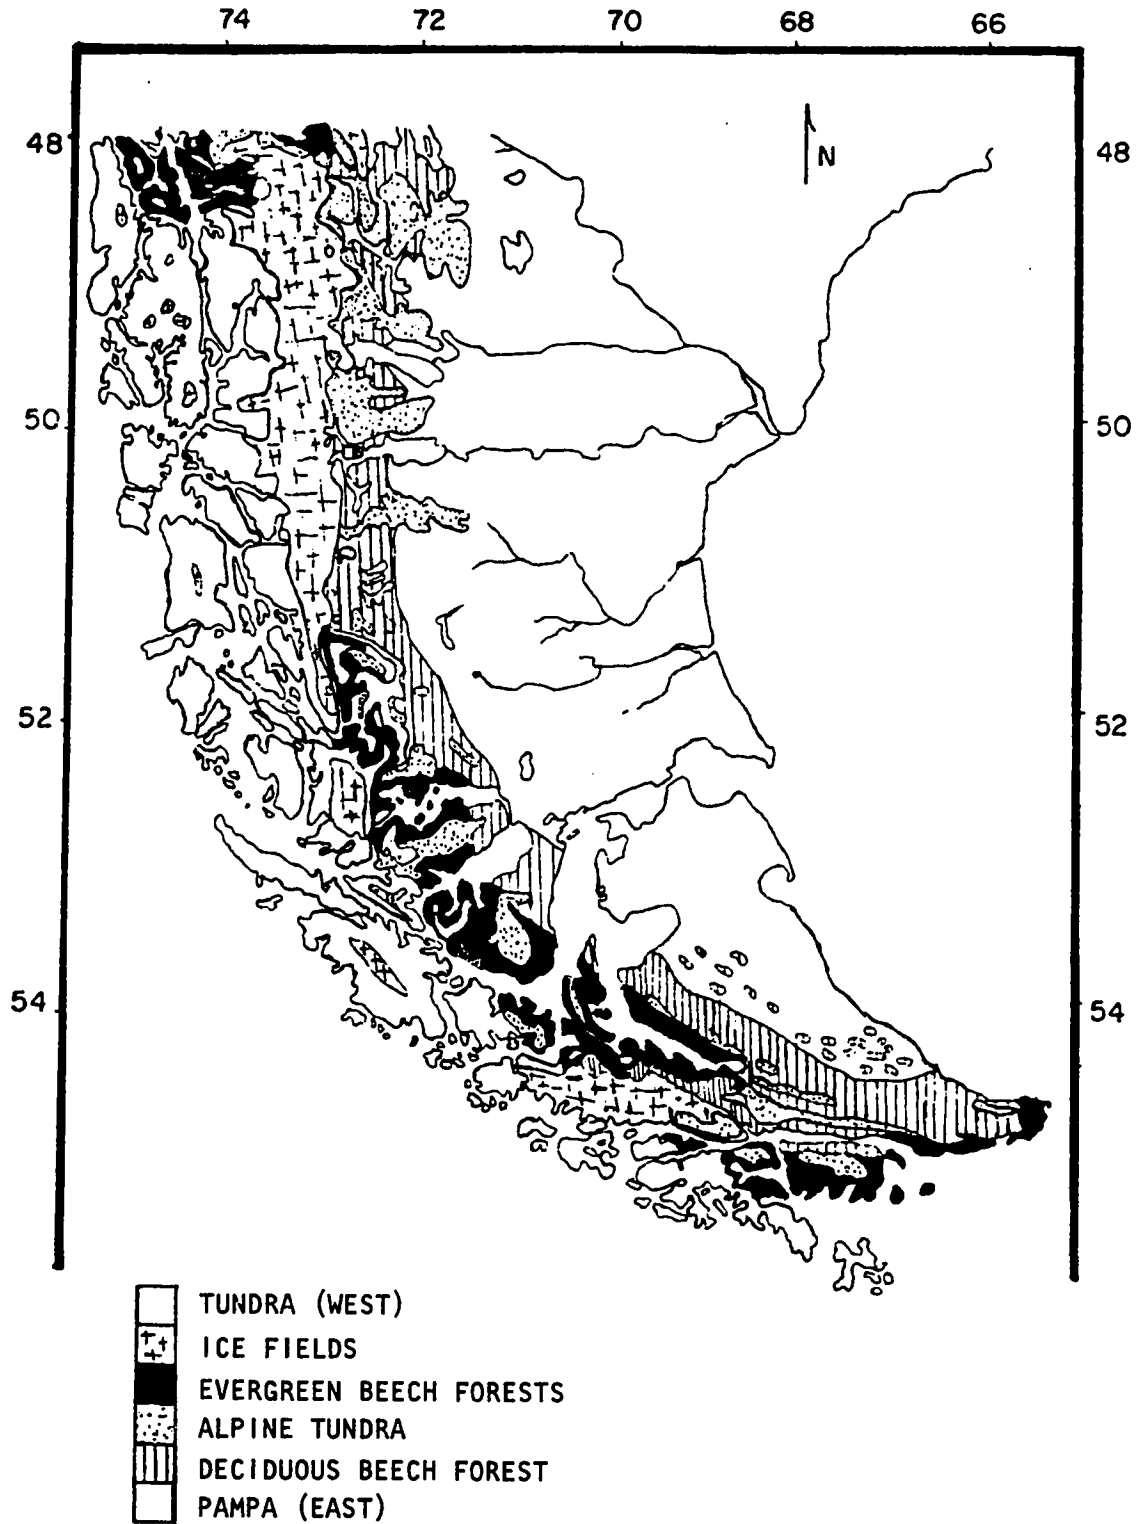 74 72 70 68 66
48 48
N
50 50
52 52
54 54
TUNDRA (WEST)
ICE FIELDS
EVERGREEN BEECH FORESTS
ALPINE TUNDRA
DECIDUOUS BEECH FOREST
PAMPA (EAST)